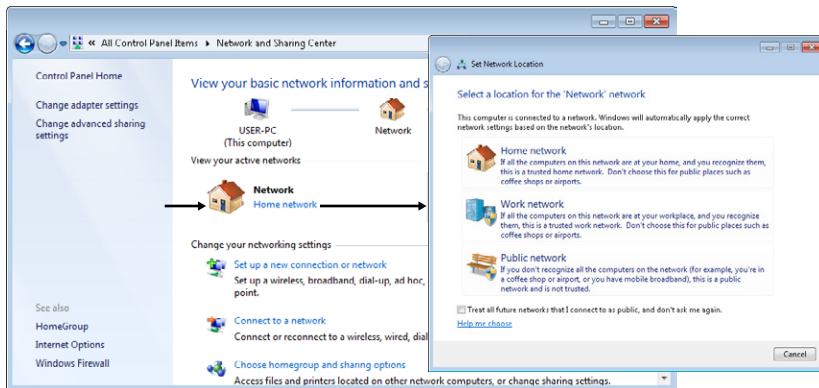 « All Control Panel Items ▸ Network and Sharing Center
Control Panel Home
Change adapter settings
Change advanced sharing
settings
See also
HomeGroup
Internet Options
Windows Firewall
View your basic network information and s
USER-PC
(This computer)
Network
View your active networks
Network
Home network
Change your networking settings
Set up a new connection or network
Set up a wireless, broadband, dial-up, ad hoc,
point.
Connect to a network
Connect or reconnect to a wireless, wired, dial
Choose homegroup and sharing options
Access files and printers located on other network computers, or change sharing settings.
Set Network Location
Select a location for the 'Network' network
This computer is connected to a network. Windows will automatically apply the correct
network settings based on the network's location.
Home network
If all the computers on this network are at your home, and you recognize them,
this is a trusted home network. Don't choose this for public places such as
coffee shops or airports.
Work network
If all the computers on this network are at your workplace, and you recognize
them, this is a trusted work network. Don't choose this for public places such as
coffee shops or airports.
Public network
If you don't recognize all the computers on the network (for example, you're in
a coffee shop or airport, or you have mobile broadband), this is a public
network and is not trusted.
Treat all future networks that I connect to as public, and don't ask me again.
Help me choose
Cancel